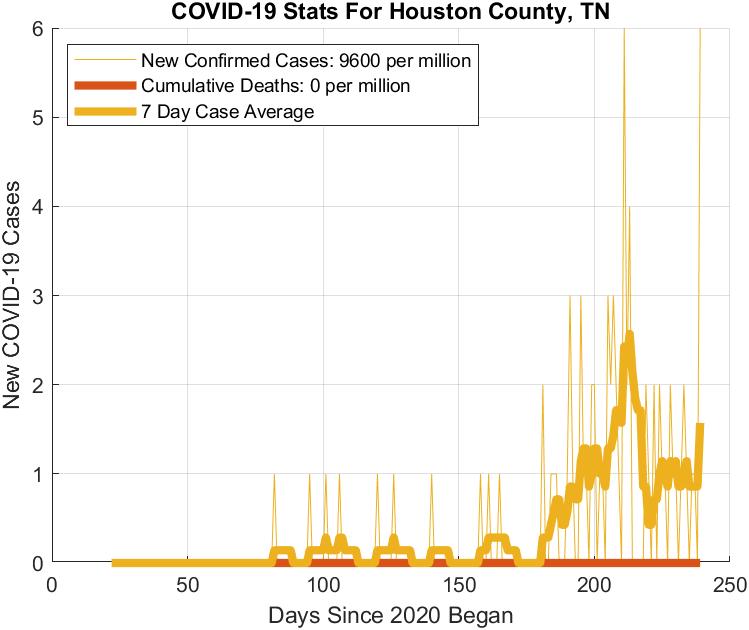 COVID-19 Stats For Houston County, TN
New Confirmed Cases: 9600 per million
Cumulative Deaths: 0 per million
7 Day Case Average
New COVID-19 Cases
6
5
4
3
2
1
0
0 50 100 150 200 250
Days Since 2020 Began